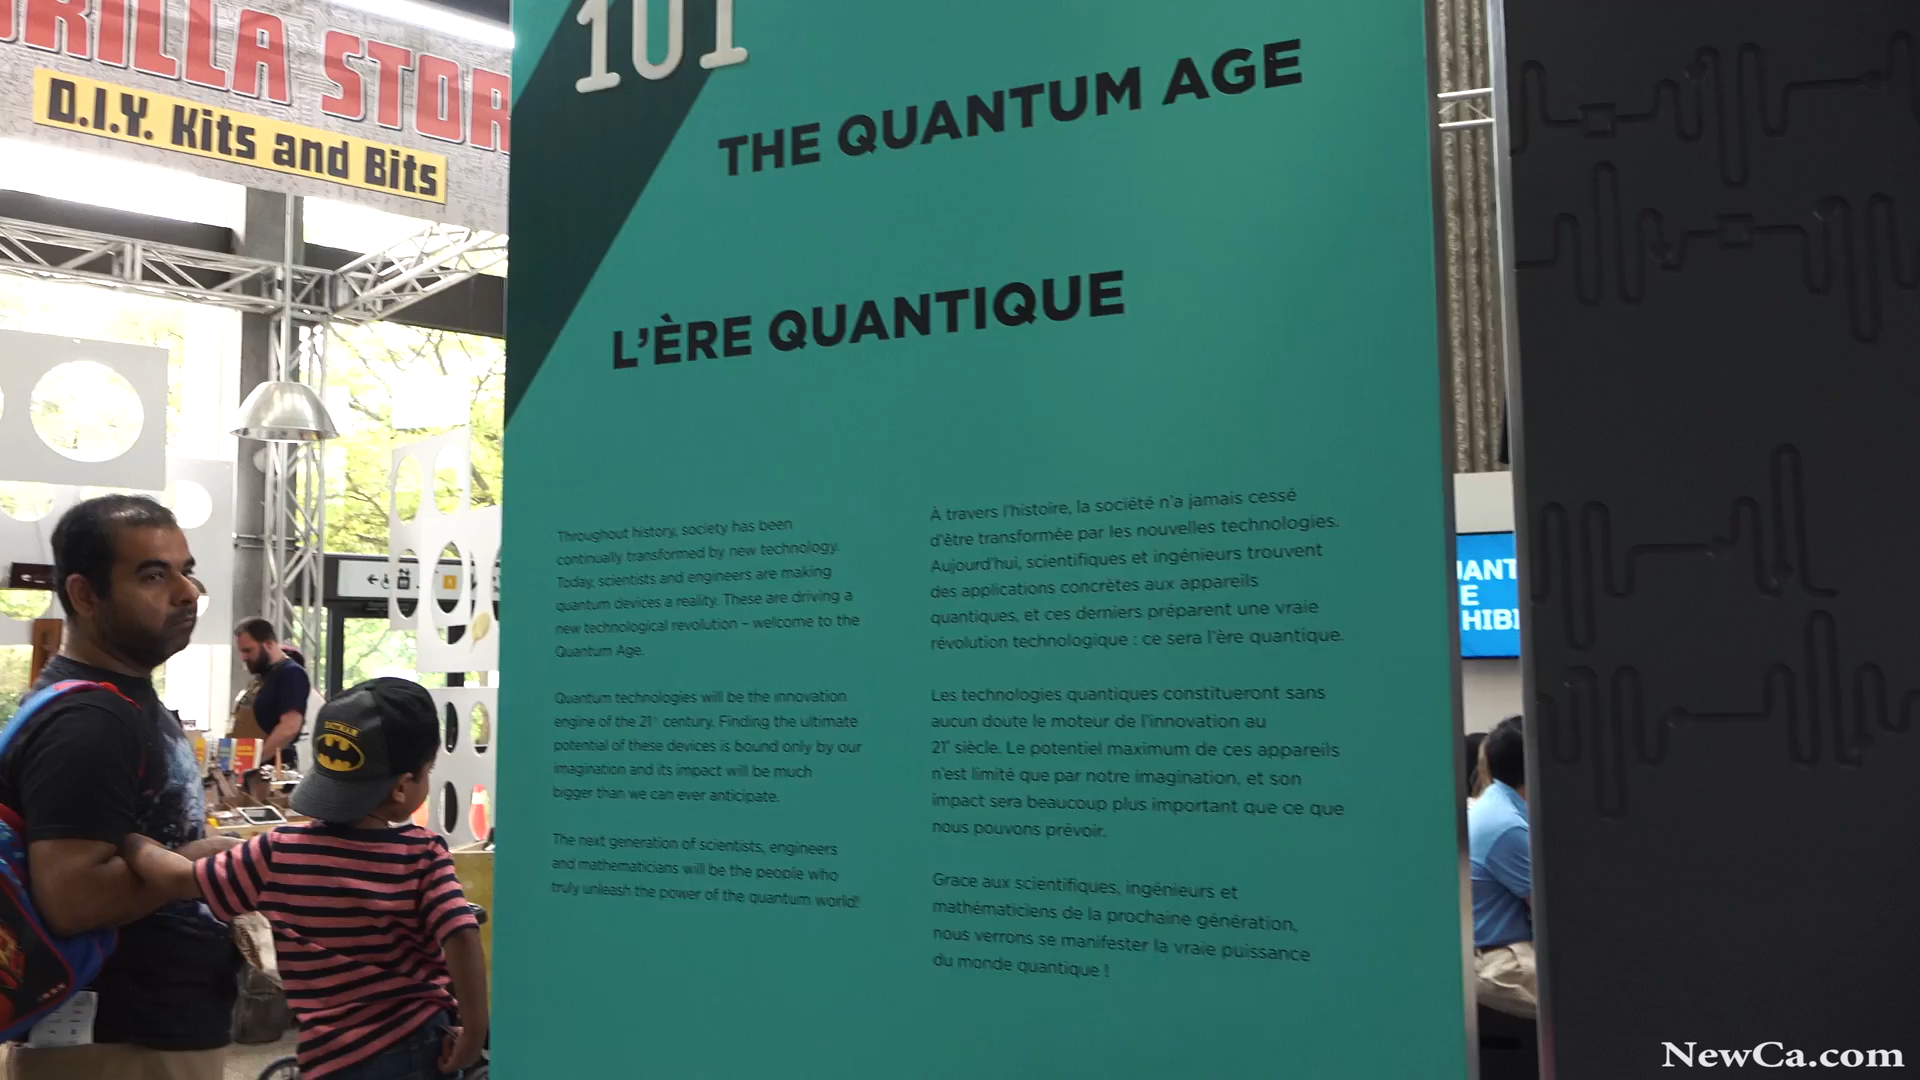 RILLA STOR
D.I.Y. Kits and Bits
101
THE QUANTUM AGE
L'ÈRE QUANTIQUE
Throughout history, society has been
continually transformed by new technology.
Today, scientists and engineers are making
quantum devices a reality. These are driving a
new technological revolution – welcome to the
Quantum Age.
Quantum technologies will be the innovation
engine of the 21st century. Finding the ultimate
potential of these devices is bound only by our
imagination and its impact will be much
bigger than we can ever anticipate.
The next generation of scientists, engineers
and mathematicians will be the people who
truly unleash the power of the quantum world!
À travers l'histoire, la société n'a jamais cessé
d'être transformée par les nouvelles technologies.
Aujourd'hui, scientifiques et ingénieurs trouvent
des applications concrètes aux appareils
quantiques, et ces derniers préparent une vraie
révolution technologique : ce sera l'ère quantique.
Les technologies quantiques constitueront sans
aucun doute le moteur de l'innovation au
21e siècle. Le potentiel maximum de ces appareils
n'est limité que par notre imagination, et son
impact sera beaucoup plus important que ce que
nous pouvons prévoir.
Grace aux scientifiques, ingénieurs et
mathématiciens de la prochaine génération,
nous verrons se manifester la vraie puissance
du monde quantique !
BATMAN
UANT
E
HIBI
NewCa.com